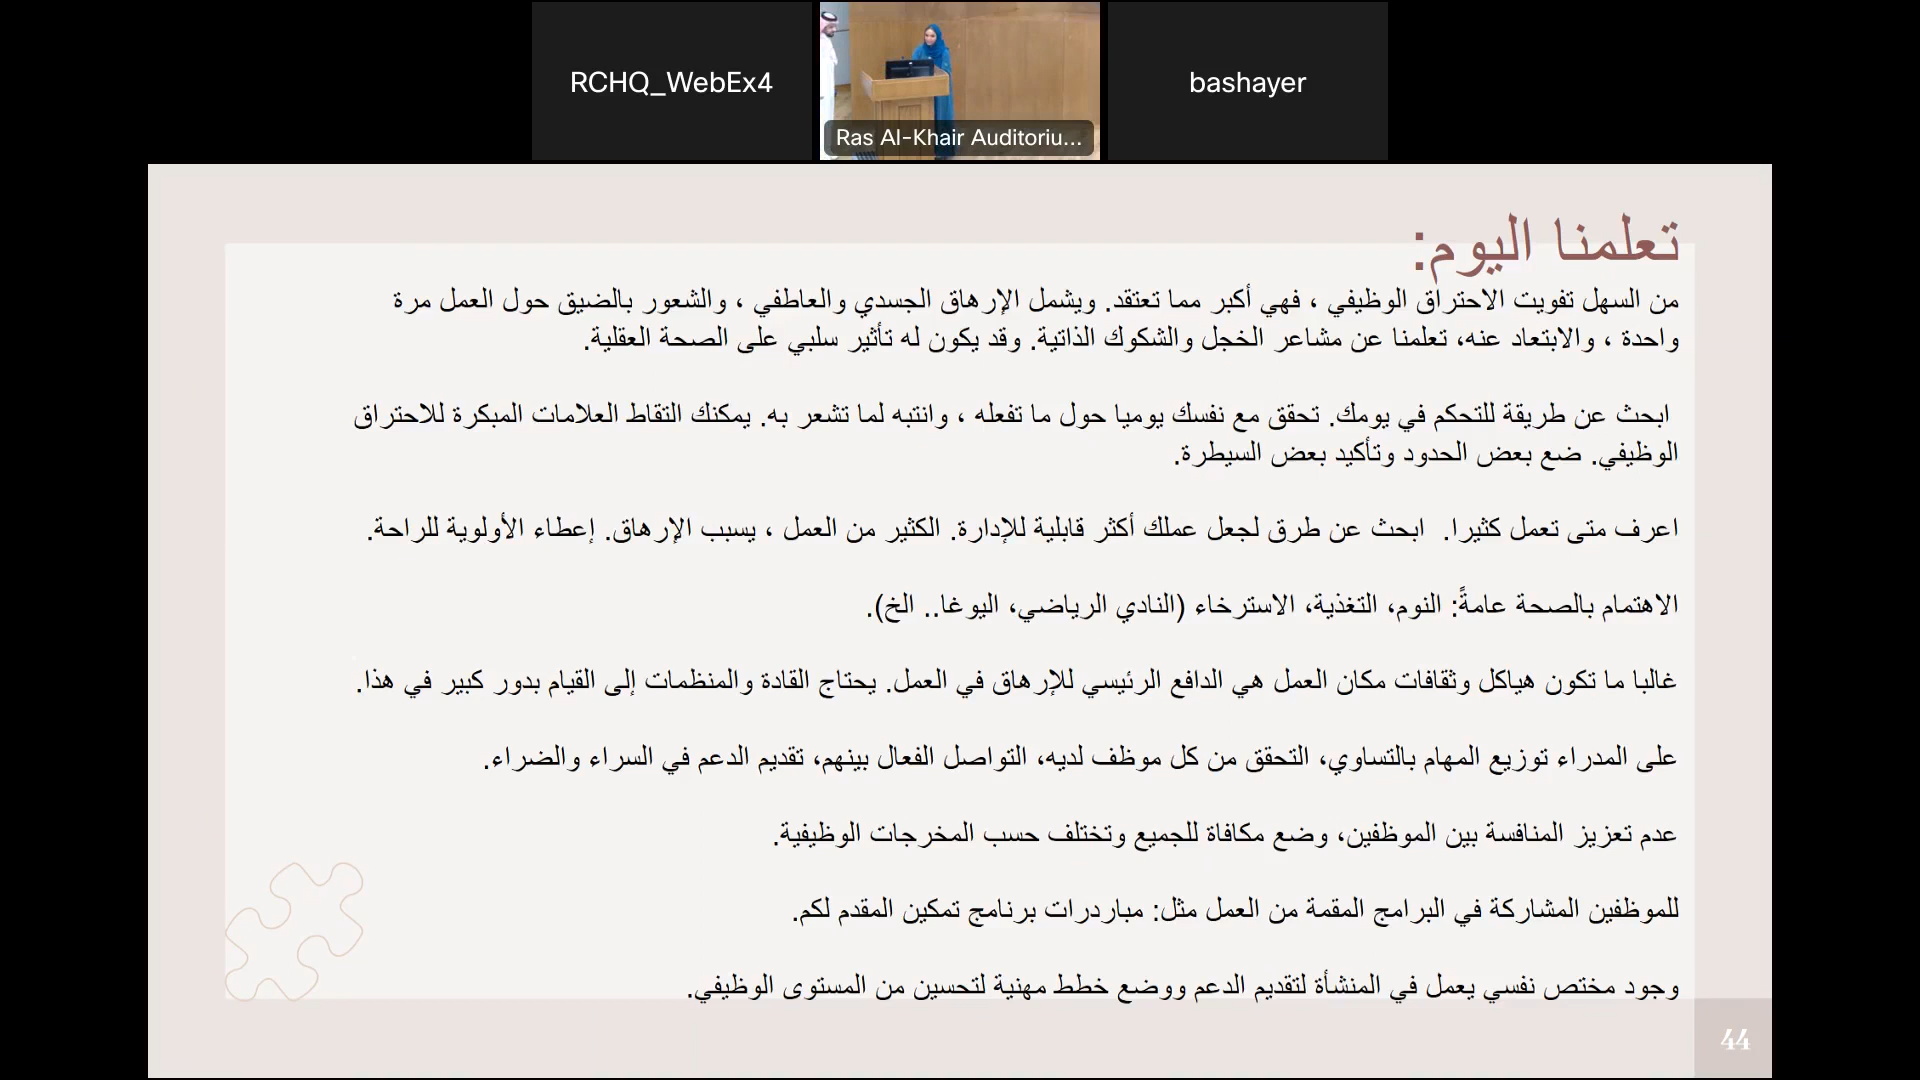 RCHQ_WebEx4
Ras Al-Khair Auditoriu...
bashayer
تعلمنا اليوم:
من السهل تفويت الاحتراق الوظيفي ، فهي أكبر مما تعتقد. ويشمل الإرهاق الجسدي والعاطفي ، والشعور بالضيق حول العمل مرة
واحدة ، والابتعاد عنه، تعلمنا عن مشاعر الخجل والشكوك الذاتية. وقد يكون له تأثير سلبي على الصحة العقلية.
ابحث عن طريقة للتحكم في يومك. تحقق مع نفسك يوميا حول ما تفعله ، وانتبه لما تشعر به. يمكنك التقاط العلامات المبكرة للاحتراق
الوظيفي. ضع بعض الحدود وتأكيد بعض السيطرة.
اعرف متى تعمل كثيرا. ابحث عن طرق لجعل عملك أكثر قابلية للإدارة. الكثير من العمل ، يسبب الإرهاق. إعطاء الأولوية للراحة.
الاهتمام بالصحة عامةً: النوم، التغذية، الاسترخاء (النادي الرياضي، اليوغا.. الخ).
غالبا ما تكون هياكل وثقافات مكان العمل هي الدافع الرئيسي للإرهاق في العمل. يحتاج القادة والمنظمات إلى القيام بدور كبير في هذا.
على المدراء توزيع المهام بالتساوي، التحقق من كل موظف لديه، التواصل الفعال بينهم، تقديم الدعم في السراء والضراء.
عدم تعزيز المنافسة بين الموظفين، وضع مكافاة للجميع وتختلف حسب المخرجات الوظيفية.
للموظفين المشاركة في البرامج المقمة من العمل مثل: مباردرات برنامج تمكين المقدم لكم.
وجود مختص نفسي يعمل في المنشأة لتقديم الدعم ووضع خطط مهنية لتحسين من المستوى الوظيفي.
44